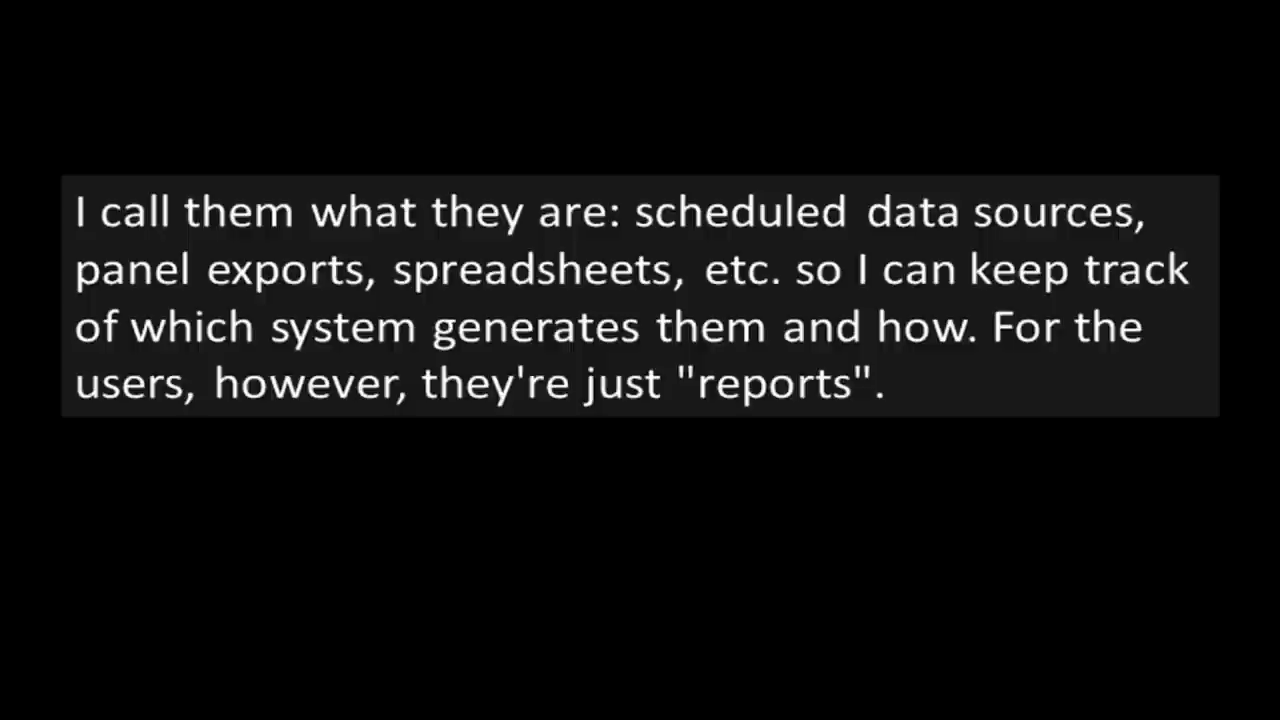 I call them what they are: scheduled data sources,
panel exports, spreadsheets, etc. so I can keep track
of which system generates them and how. For the
users, however, they're just "reports".